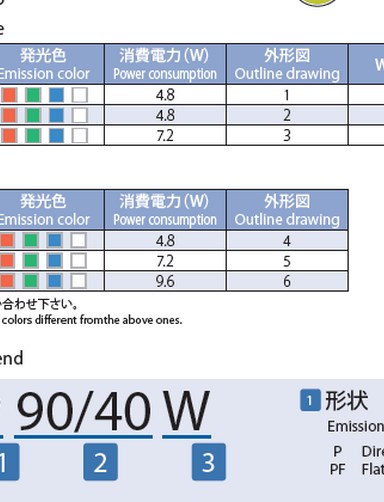 e
発光色 消費電力(W) 外形図
Emission color Power consumption Outline drawing W
4.8 1
4.8 2
7.2 3
発光色 消費電力(W) 外形図
Emission color Power consumption Outline drawing
4.8 4
7.2 5
9.6 6
い合わせ下さい。
colors different fromthe above ones.
end
90/40 W
1 2 3
1 形状
Emission
P Dire
PF Flat